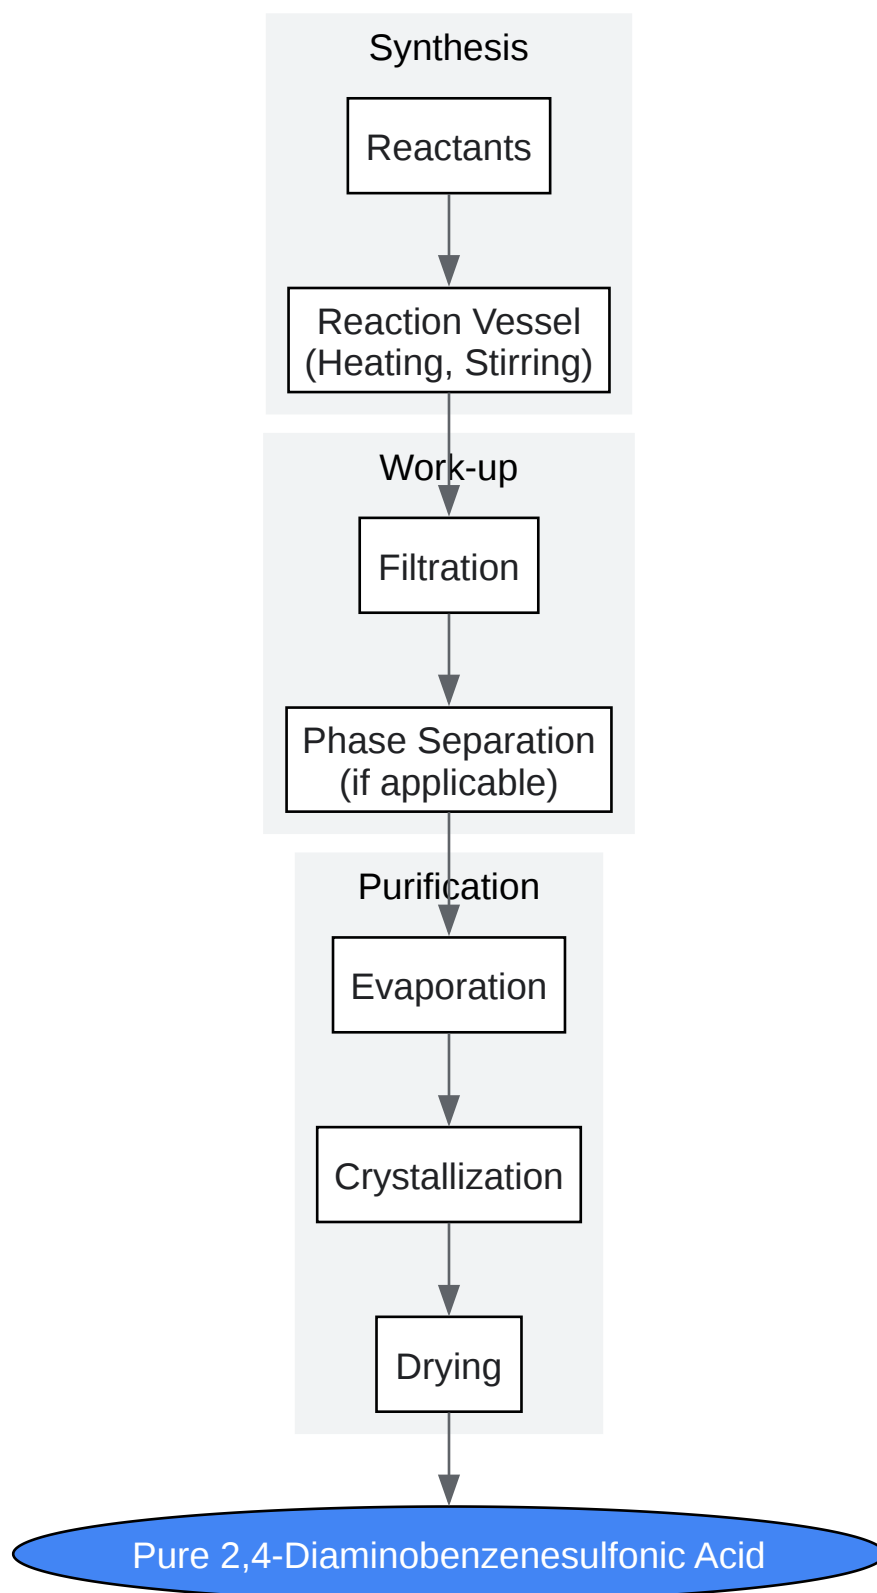 Synthesis
Reactants
Reaction Vessel
(Heating, Stirring)
Work-up
Filtration
Phase Separation
(if applicable)
Purification
Evaporation
Crystallization
Drying
Pure 2,4-Diaminobenzenesulfonic Acid